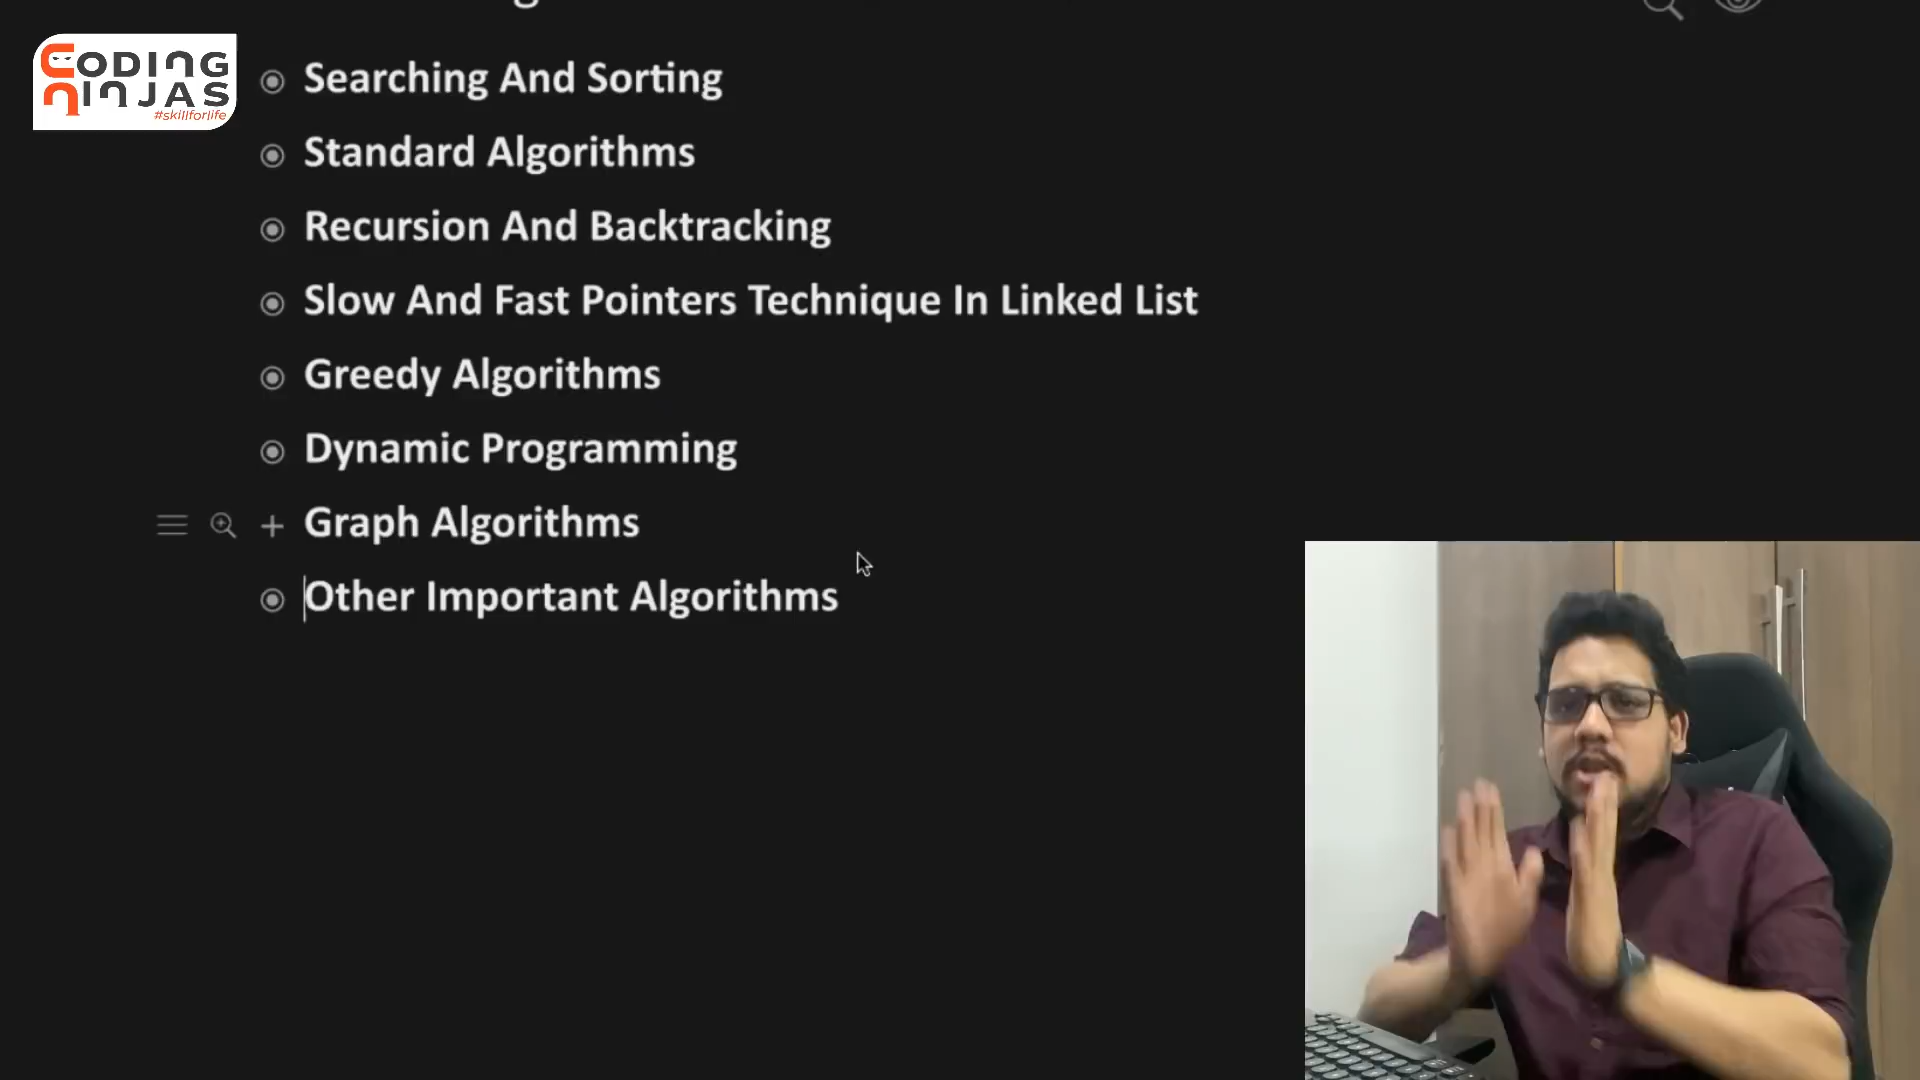 CODING
NINJAS
#skillforlife
Searching And Sorting
Standard Algorithms
Recursion And Backtracking
Slow And Fast Pointers Technique In Linked List
Greedy Algorithms
Dynamic Programming
Graph Algorithms
Other Important Algorithms